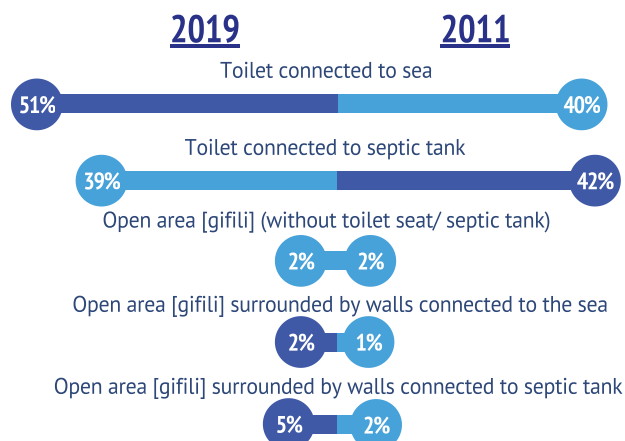 2019 2011
Toilet connected to sea
51% 40%
Toilet connected to septic tank
39% 42%
Open area [gifili] (without toilet seat/ septic tank)
2% 2%
Open area [gifili] surrounded by walls connected to the sea
2% 1%
Open area [gifili] surrounded by walls connected to septic tank
5% 2%